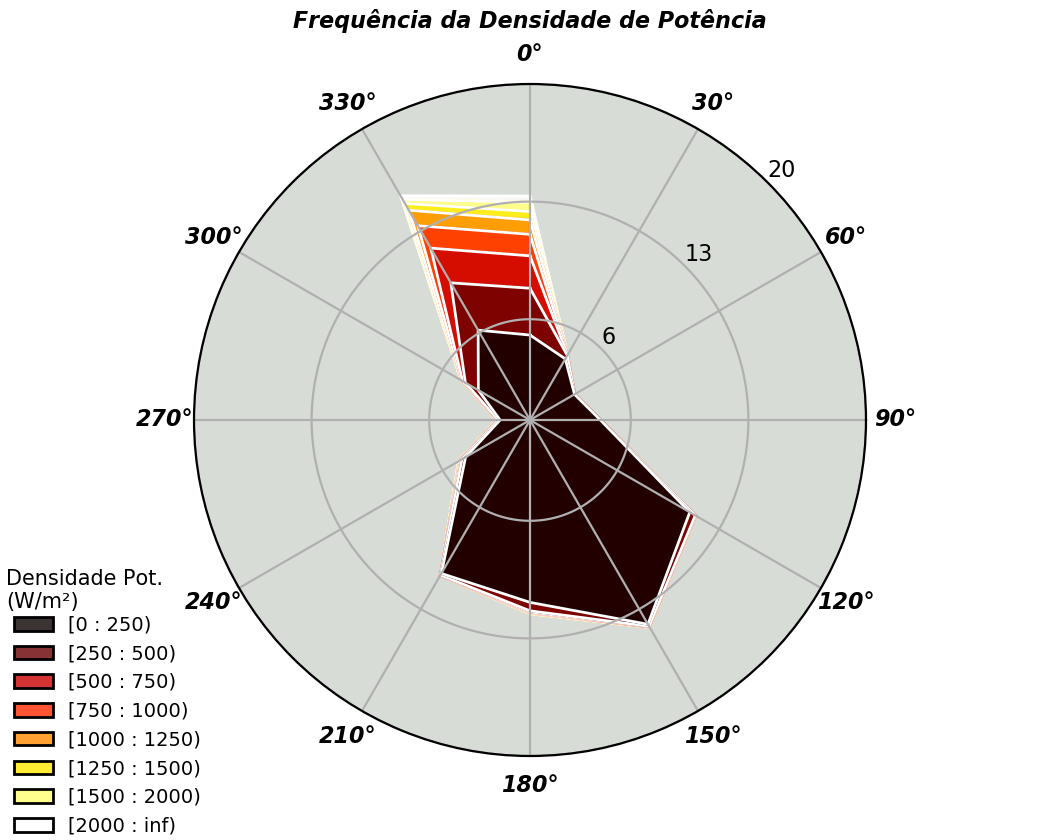 Frequência da Densidade de Potência
0°
330°
30°
20
300°
60°
13
6
270°
90°
240°
120°
210°
150°
180°
Densidade Pot.
(W/m²)
[0 : 250)
[250 : 500)
[500 : 750)
[750 : 1000)
[1000 : 1250)
[1250 : 1500)
[1500 : 2000)
[2000 : inf)